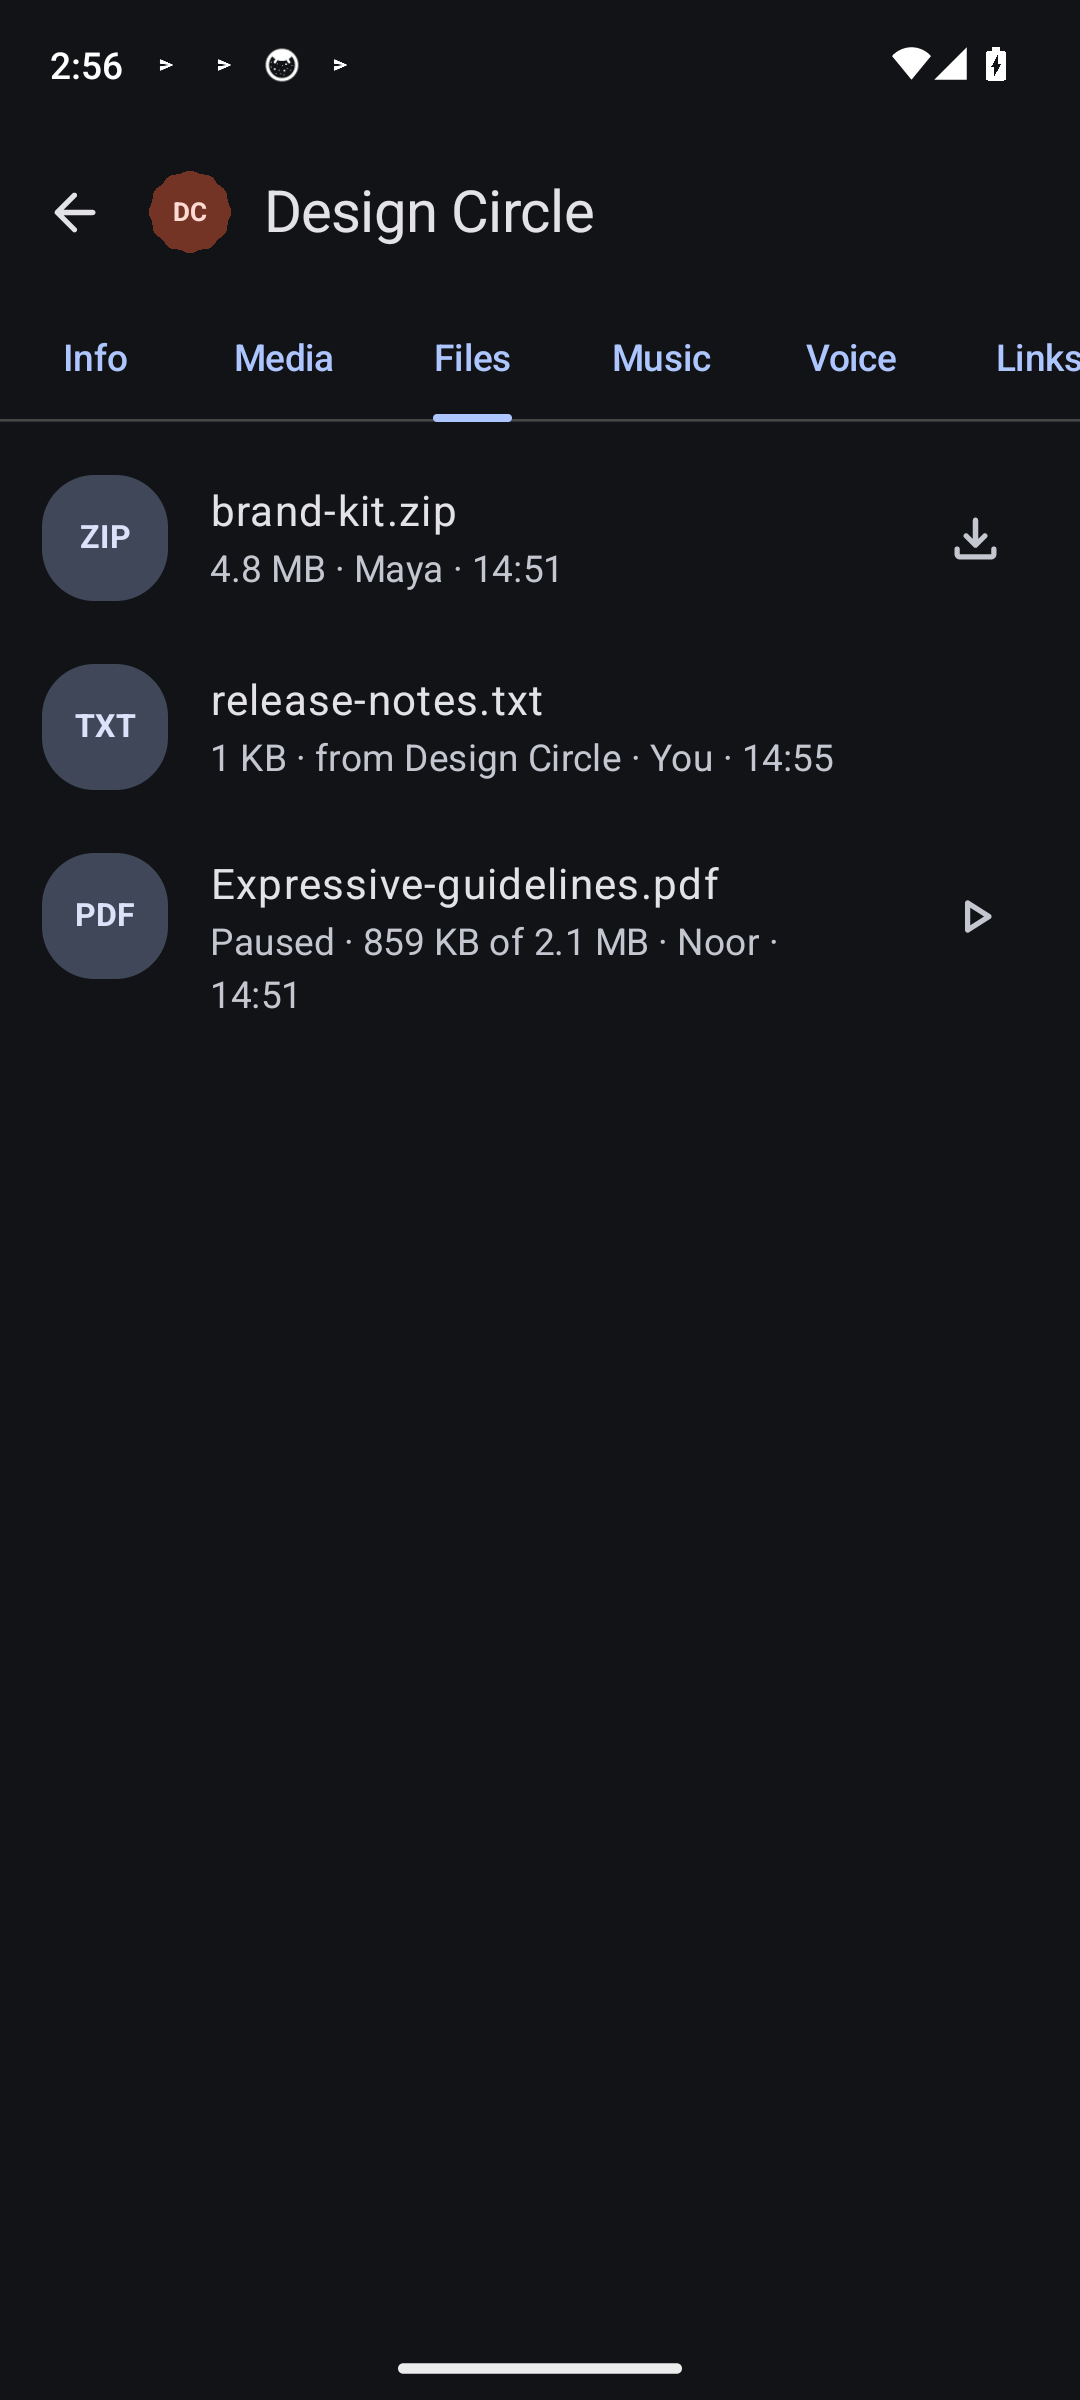 2:56
DC
Design Circle
Info
Media
Files
Music
Voice
Links
ZIP
brand-kit.zip
4.8 MB · Maya · 14:51
TXT
release-notes.txt
1 KB · from Design Circle · You · 14:55
PDF
Expressive-guidelines.pdf
Paused · 859 KB of 2.1 MB · Noor ·
14:51